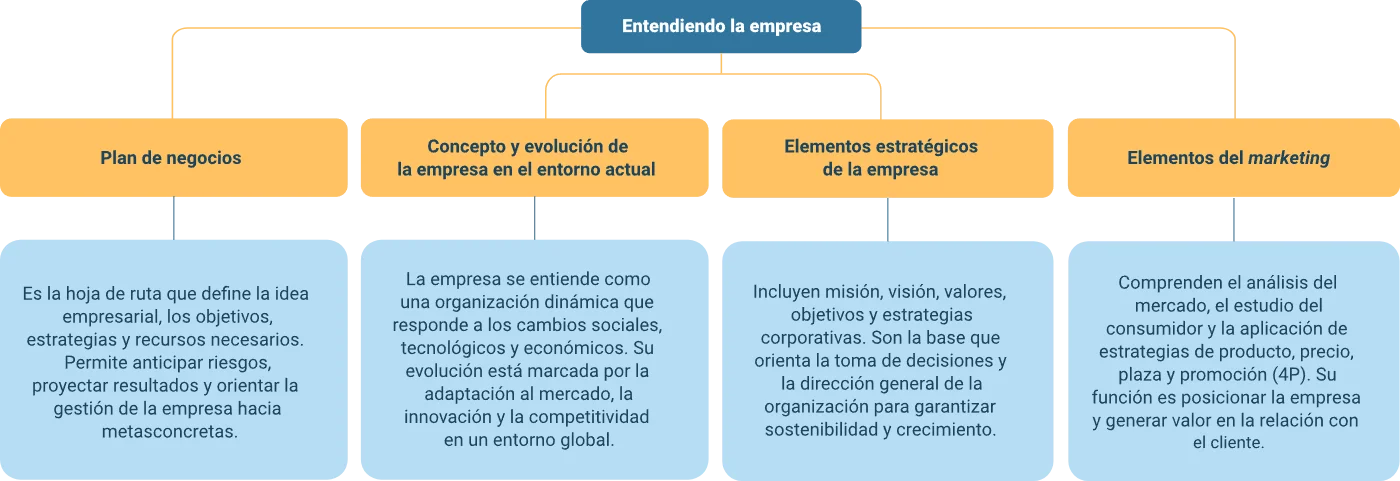 Entendiendo la empresa
Plan de negocios
Es la hoja de ruta que define la idea
empresarial, los objetivos,
estrategias y recursos necesarios.
Permite anticipar riesgos,
proyectar resultados y orientar la
gestión de la empresa hacia
metasconcretas.
Concepto y evolución de
la empresa en el entorno actual
La empresa se entiende como
una organización dinámica que
responde a los cambios sociales,
tecnológicos y económicos. Su
evolución está marcada por la
adaptación al mercado, la
innovación y la competitividad
en un entorno global.
Elementos estratégicos
de la empresa
Incluyen misión, visión, valores,
objetivos y estrategias
corporativas. Son la base que
orienta la toma de decisiones y
la dirección general de la
organización para garantizar
sostenibilidad y crecimiento.
Elementos del marketing
Comprenden el análisis del
mercado, el estudio del
consumidor y la aplicación de
estrategias de producto, precio,
plaza y promoción (4P). Su
función es posicionar la empresa
y generar valor en la relación con
el cliente.